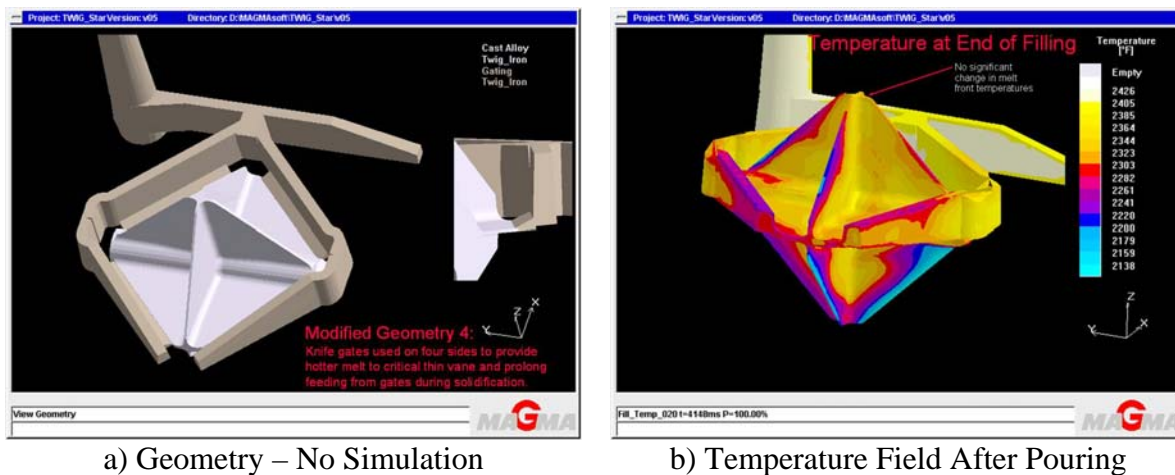 Project: TWIG_StarVersion: v05 Directory: D:\MAGMAsoft\TWIG_Star\v05
Cast Alloy
Twig_Iron
Gating
Twig_Iron
X
Y
Z
Modified Geometry 4:
Knife gates used on four sides to provide
hotter melt to critical thin vane and prolong
feeding from gates during solidification.
View Geometry
MAGMA
a) Geometry – No Simulation
Project: TWIG_StarVersion: v05 Directory: D:\MAGMAsoft\TWIG_Star\v05
Temperature at End of Filling
No significant
change in melt
front temperatures
Temperature
[°F]
Empty
2426
2405
2385
2364
2344
2323
2303
2282
2261
2241
2220
2200
2179
2159
2138
Z
Y
X
Fill_Temp_020 t=4148ms P=100.00%
MAGMA
b) Temperature Field After Pouring